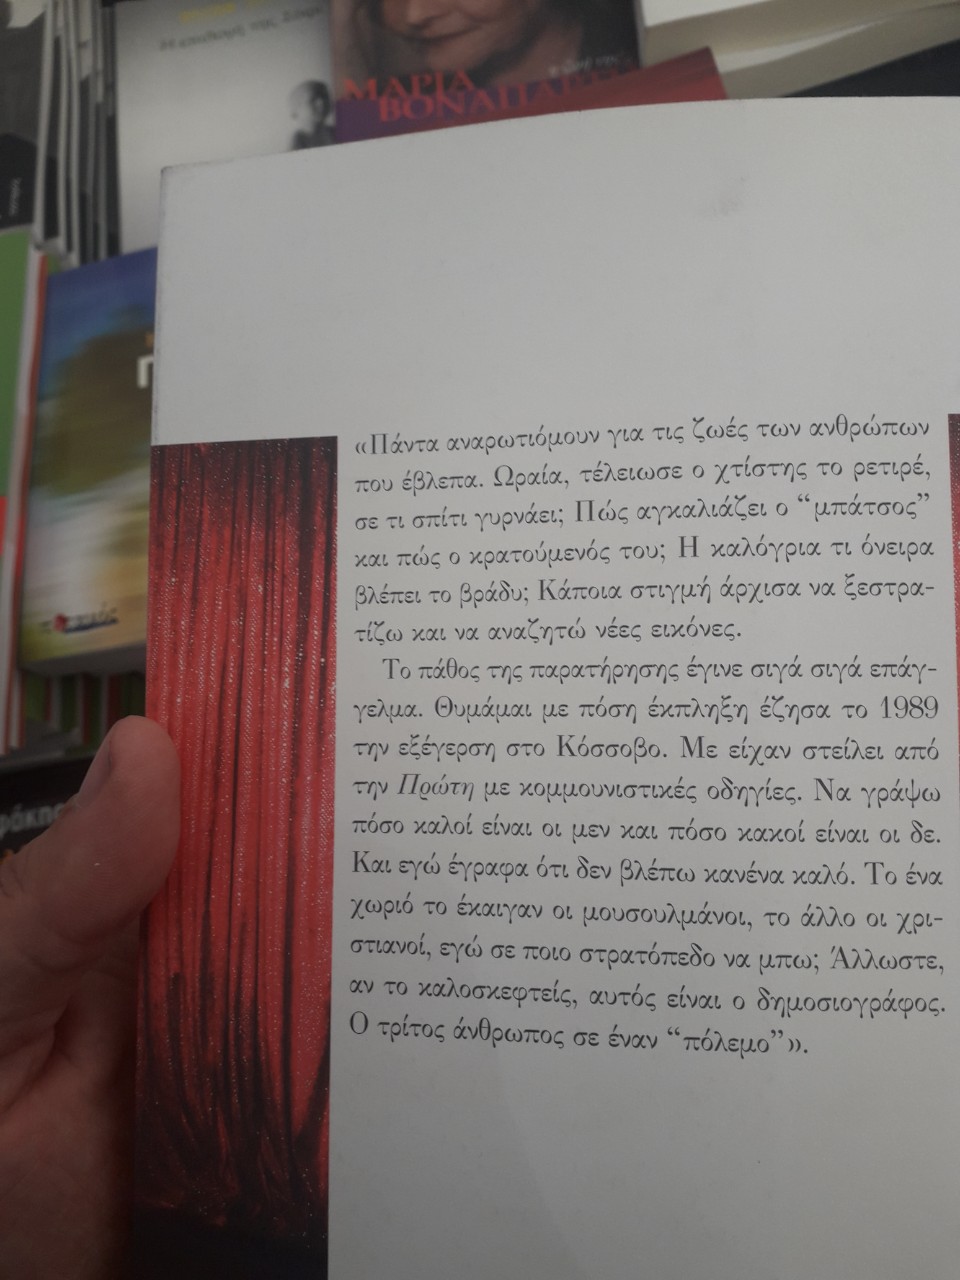 Η επιδρομή της
ΜΑΡΙΑ
ΒΟΝΑΠΑΡΤΗ
«Πάντα αναρωτιόμουν για τις ζωές των ανθρώπων
που έβλεπα. Ωραία, τέλειωσε ο χτίστης το ρετιρέ,
σε τι σπίτι γυρνάει; Πώς αγκαλιάζει ο “μπάτσος”
και πώς ο κρατούμενός του; Η καλόγρια τι όνειρα
βλέπει το βράδυ; Κάποια στιγμή άρχισα να ξεστρα-
τίζω και να αναζητώ νέες εικόνες.
Το πάθος της παρατήρησης έγινε σιγά σιγά επάγ-
γελμα. Θυμάμαι με πόση έκπληξη έζησα το 1989
την εξέγερση στο Κόσσοβο. Με είχαν στείλει από
την Πρώτη με κομμουνιστικές οδηγίες. Να γράψω
πόσο καλοί είναι οι μεν και πόσο κακοί είναι οι δε.
Και εγώ έγραφα ότι δεν βλέπω κανένα καλό. Το ένα
χωριό το έκαιγαν οι μουσουλμάνοι, το άλλο οι χρι-
στιανοί, εγώ σε ποιο στρατόπεδο να μπω; Άλλωστε,
αν το καλοσκεφτείς, αυτός είναι ο δημοσιογράφος.
Ο τρίτος άνθρωπος σε έναν “πόλεμο”».